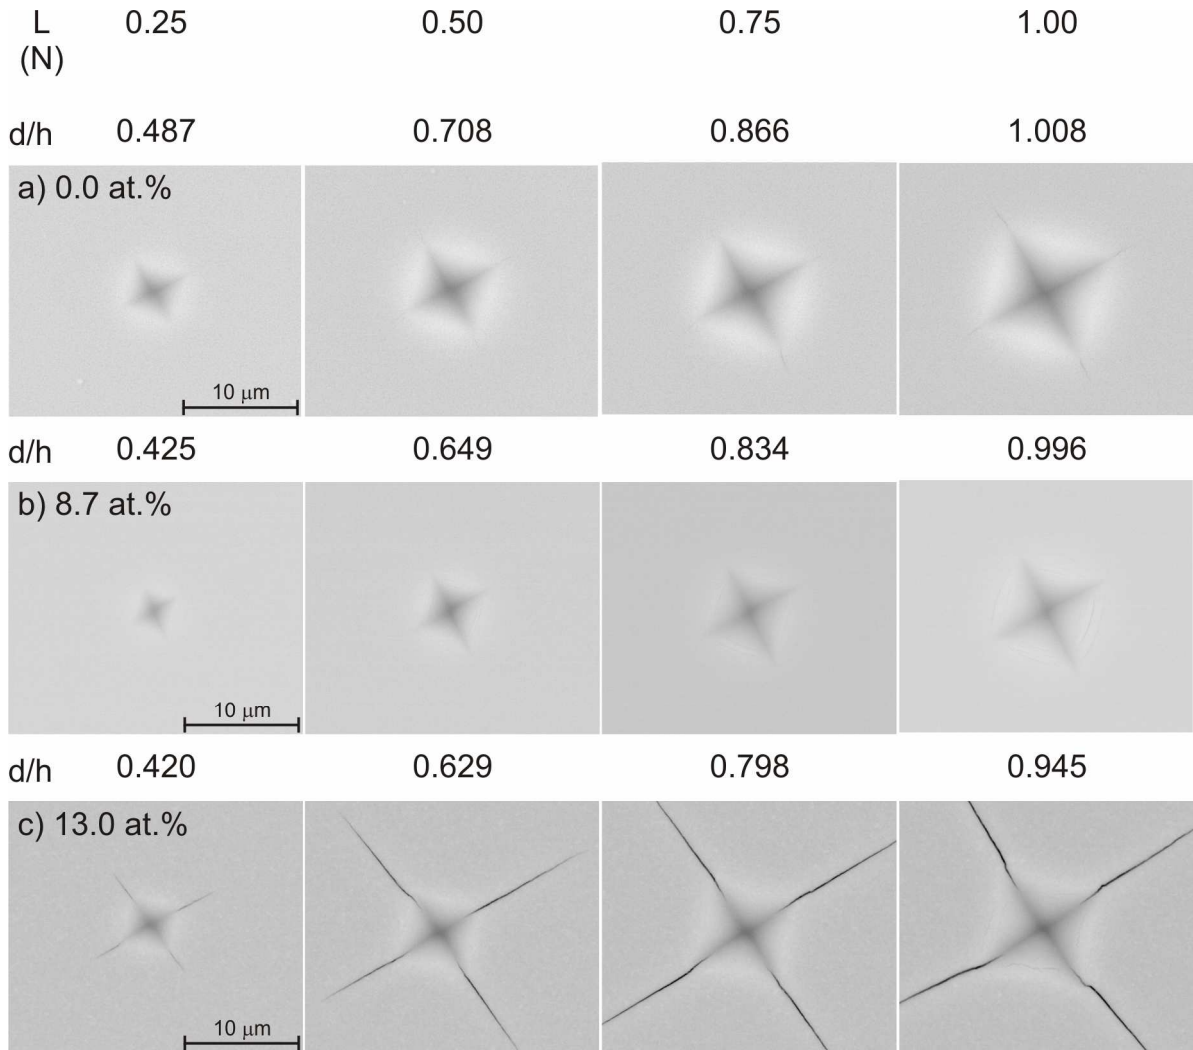 L 0.25 0.50 0.75 1.00
(N)
d/h 0.487 0.708 0.866 1.008
a) 0.0 at.%
10 μm
d/h 0.425 0.649 0.834 0.996
b) 8.7 at.%
10 μm
d/h 0.420 0.629 0.798 0.945
c) 13.0 at.%
10 μm